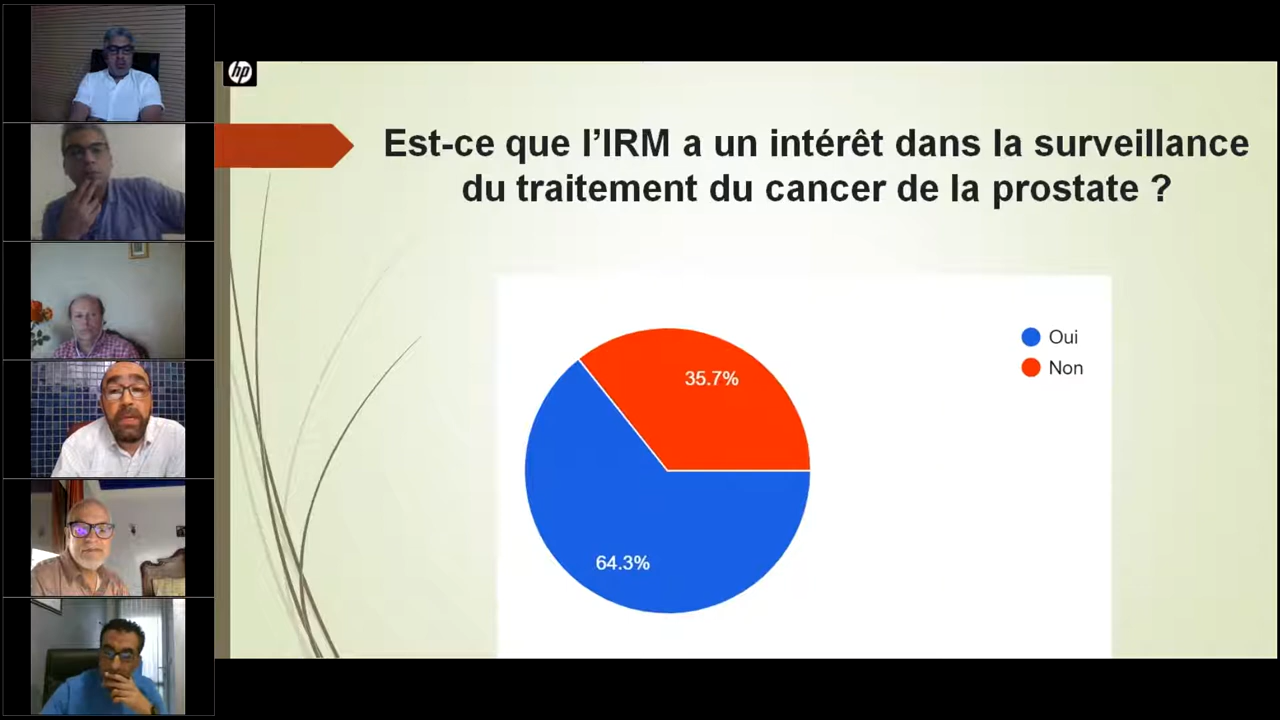 hp
Est-ce que l'IRM a un intérêt dans la surveillance
du traitement du cancer de la prostate ?
Oui
Non
35.7%
64.3%